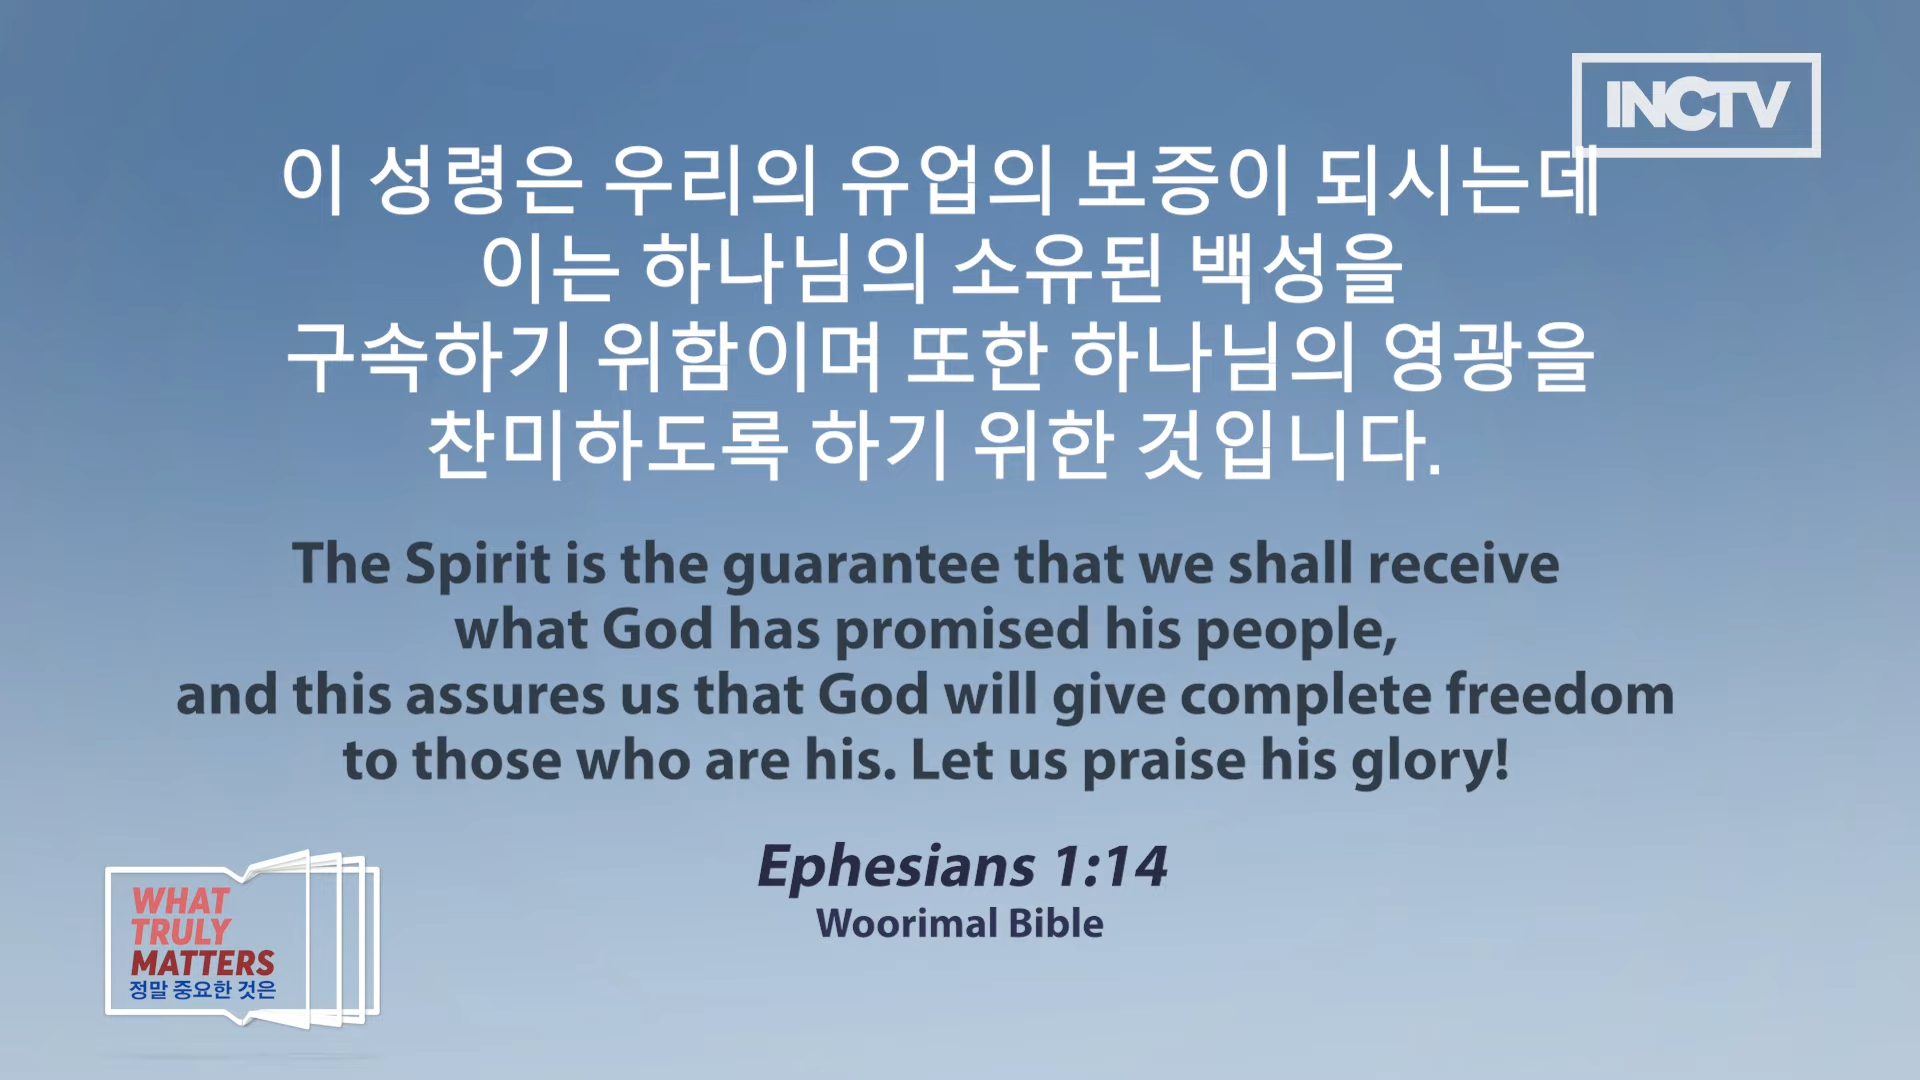 INCTV
이 성령은 우리의 유업의 보증이 되시는데
이는 하나님의 소유된 백성을
구속하기 위함이며 또한 하나님의 영광을
찬미하도록 하기 위한 것입니다.
The Spirit is the guarantee that we shall receive
what God has promised his people,
and this assures us that God will give complete freedom
to those who are his. Let us praise his glory!
Ephesians 1:14
Woorimal Bible
WHAT
TRULY
MATTERS
정말 중요한 것은